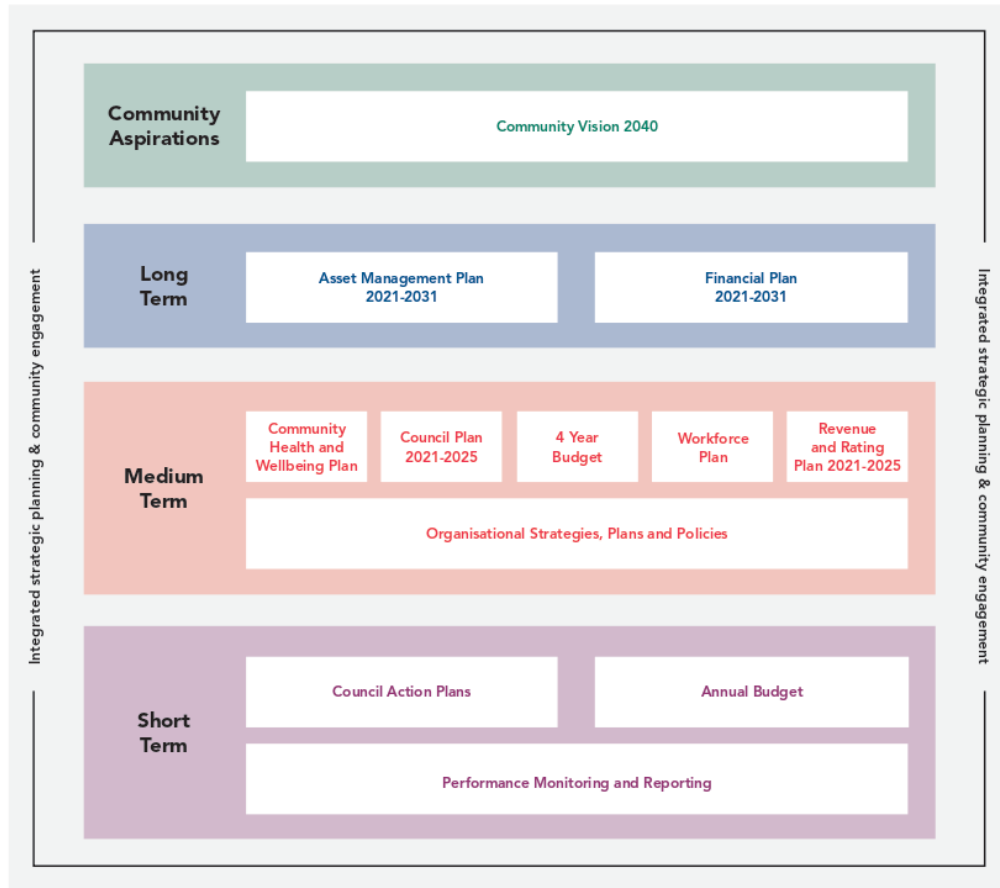 Community
Aspirations
Community Vision 2040
Long
Term
Asset Management Plan
2021-2031
Financial Plan
2021-2031
Medium
Term
Community
Health and
Wellbeing Plan
Council Plan
2021-2025
4 Year
Budget
Workforce
Plan
Revenue
and Rating
Plan 2021-2025
Organisational Strategies, Plans and Policies
Short
Term
Council Action Plans
Annual Budget
Performance Monitoring and Reporting
Integrated strategic planning & community engagement
Integrated strategic planning & community engagement